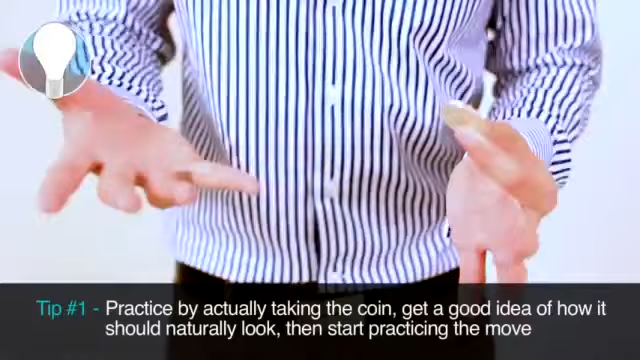 Tip #1 - Practice by actually taking the coin, get a good idea of how it
should naturally look, then start practicing the move